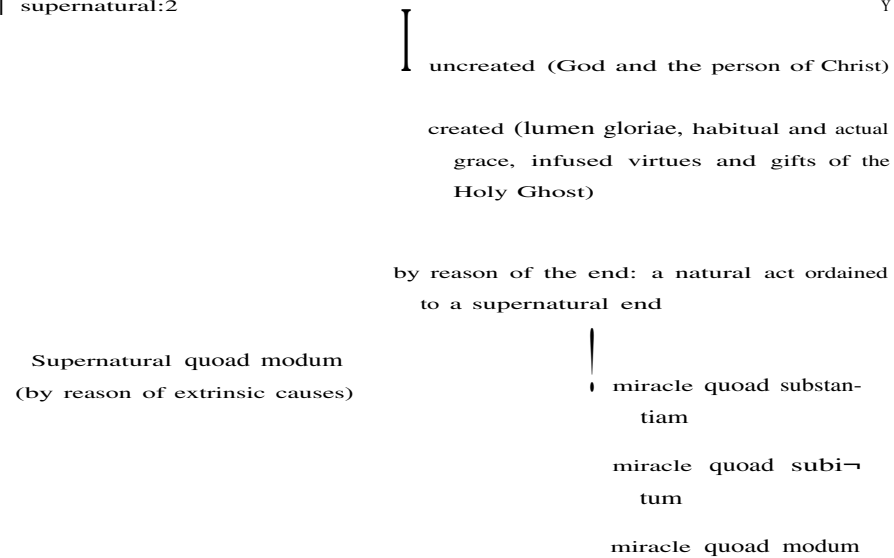 supernatural:2
Y
uncreated (God and the person of Christ)
created (lumen gloriae, habitual and actual
grace, infused virtues and gifts of the
Holy Ghost)
by reason of the end: a natural act ordained
to a supernatural end
Supernatural quoad modum
(by reason of extrinsic causes)
miracle quoad substan-
tiam
miracle quoad subi¬
tum
miracle quoad modum